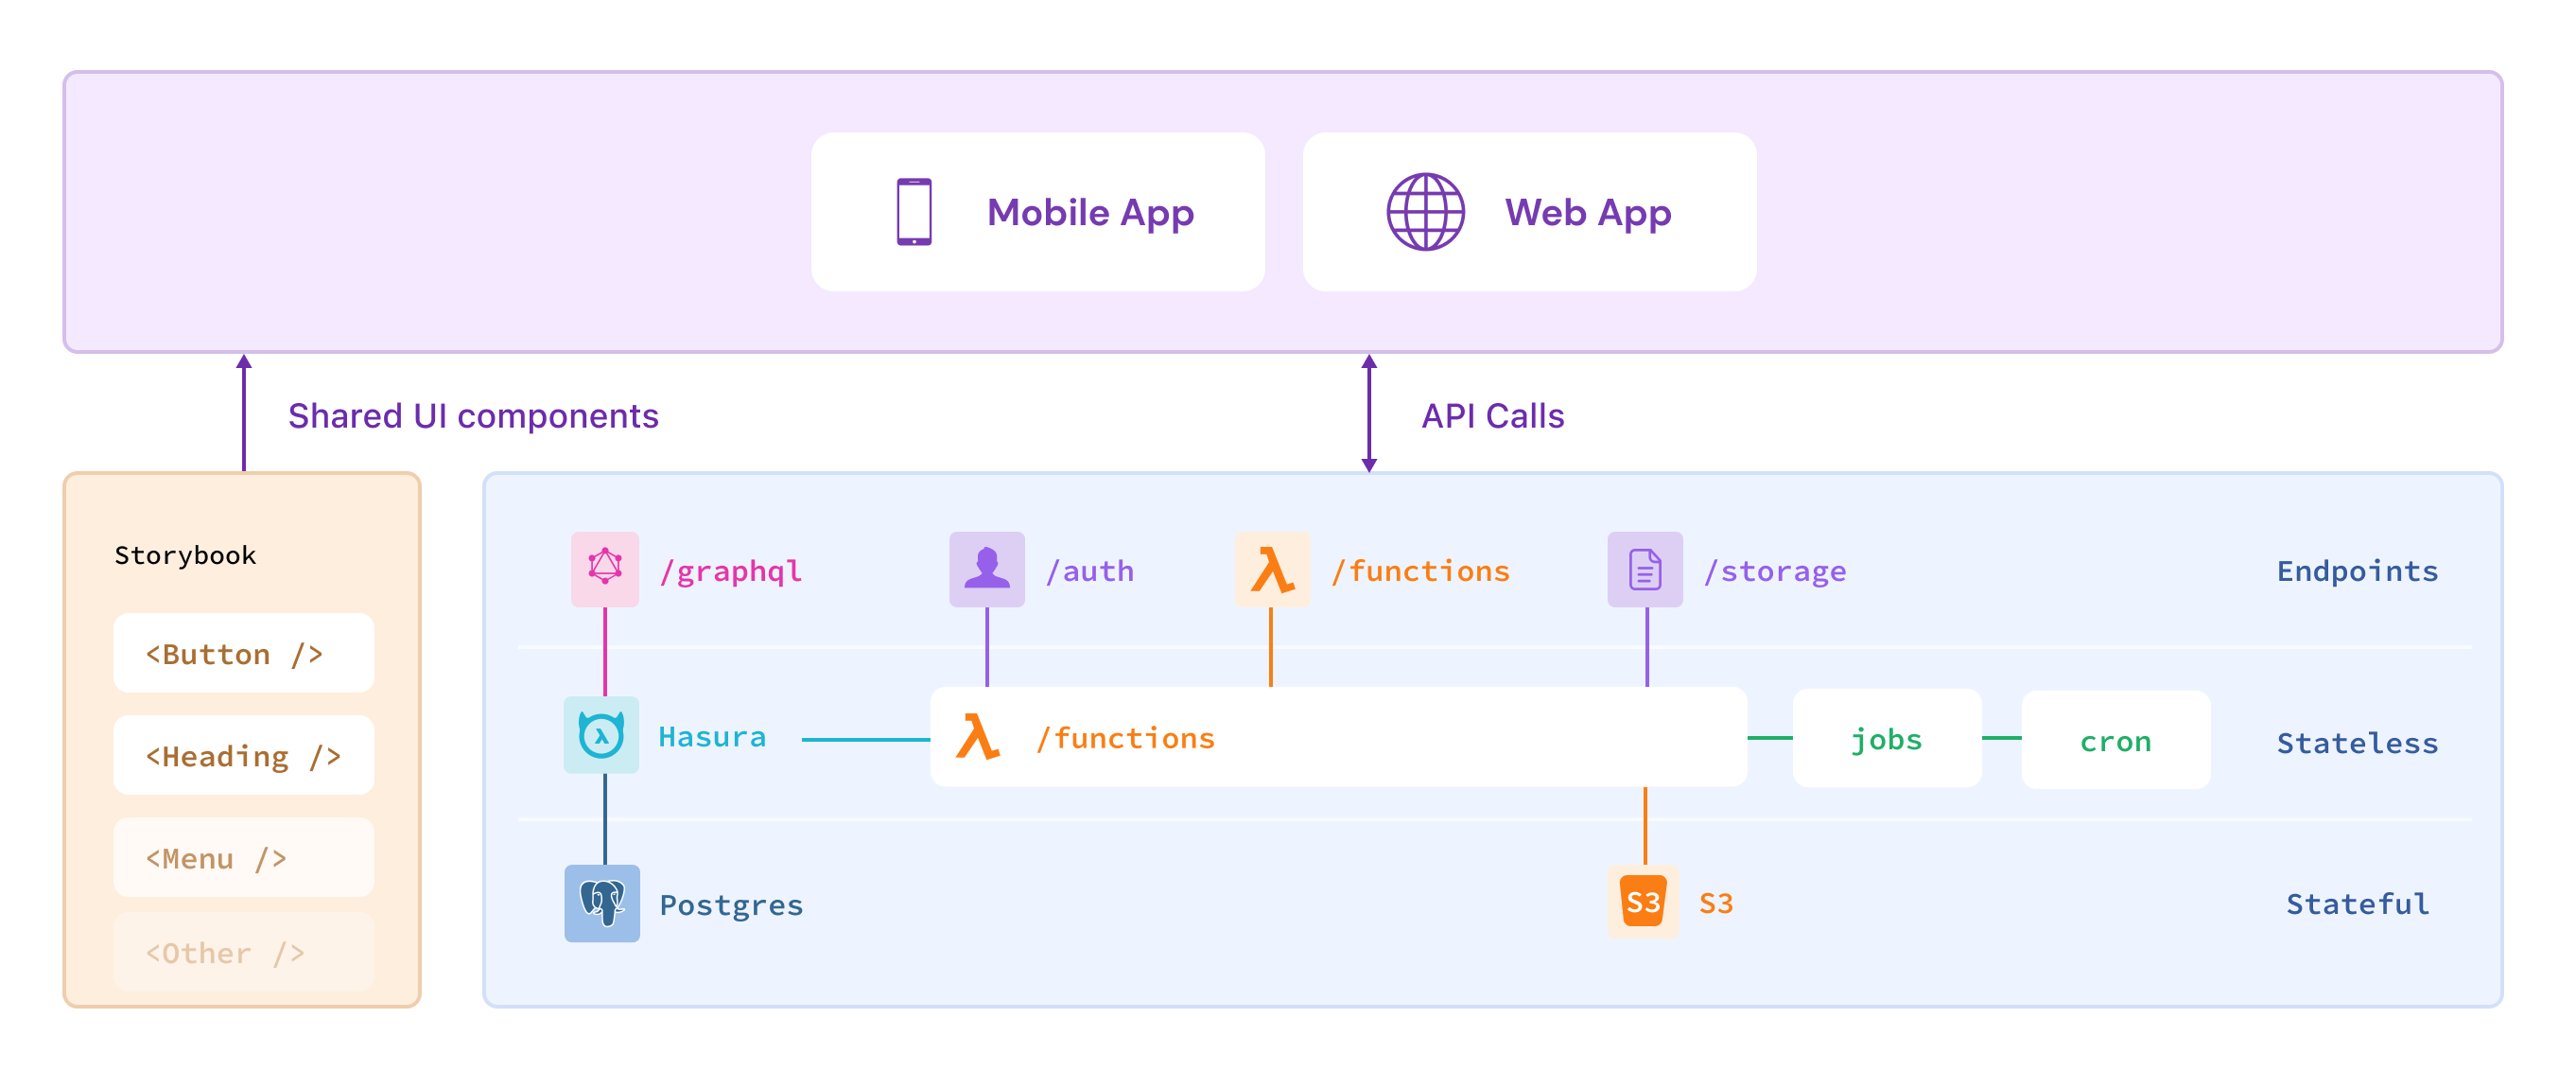 Mobile App
Web App
Shared UI components
API Calls
Storybook
<Button />
<Heading />
<Menu />
<Other />
/graphql
/auth
/functions
/storage
Endpoints
Hasura
/functions
jobs
cron
Stateless
Postgres
S3
S3
Stateful